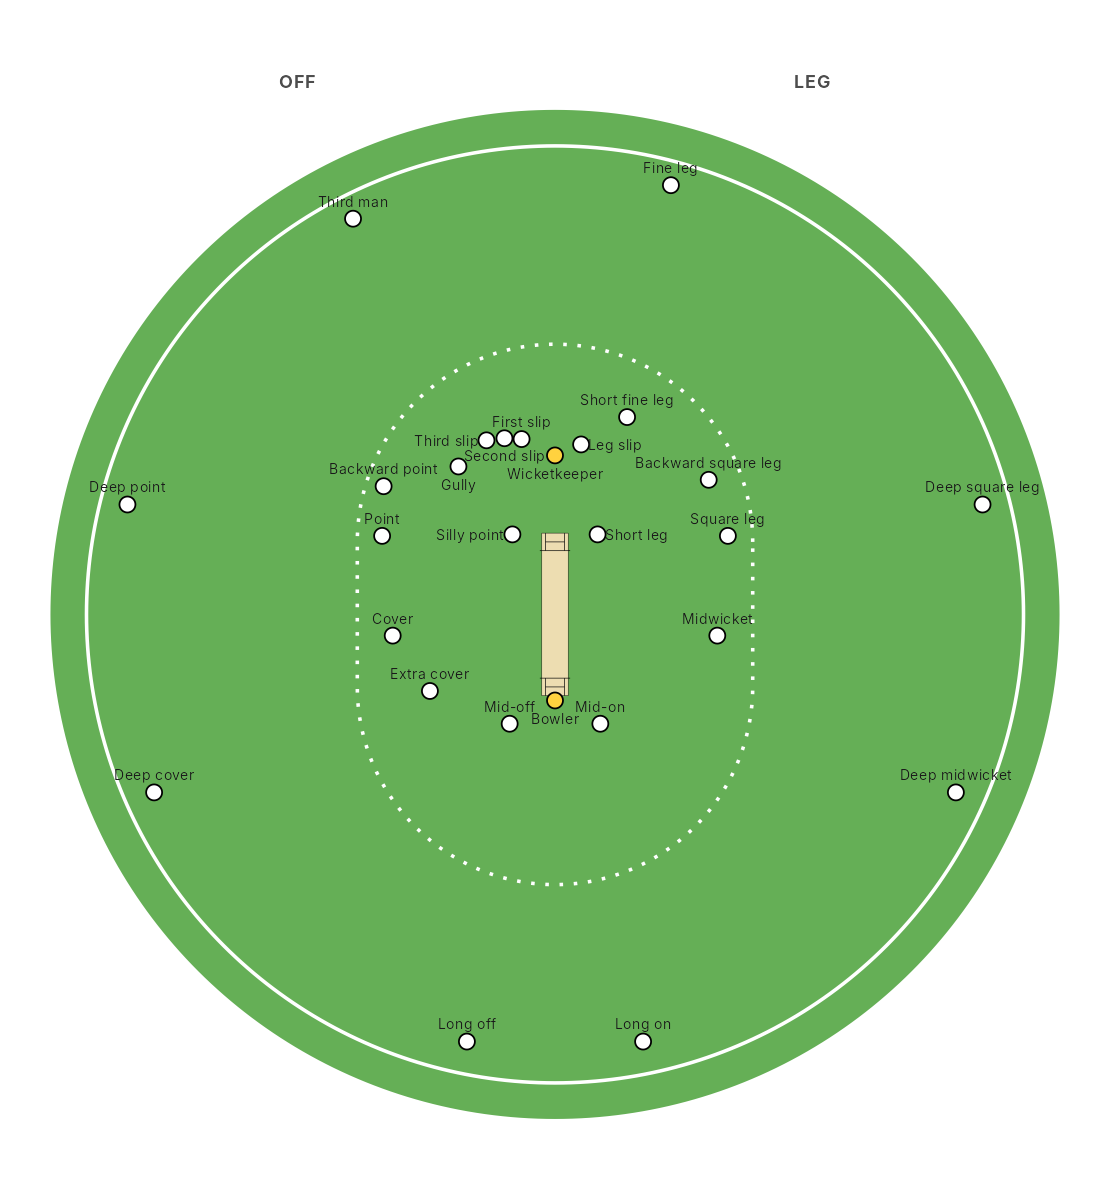 OFF
LEG
Fine leg
Third man
Short fine leg
First slip
Third slip
Leg slip
Second slip
Backward square leg
Backward point
Wicketkeeper
Gully
Deep point
Deep square leg
Point
Square leg
Silly point
Short leg
Cover
Midwicket
Extra cover
Mid-off
Mid-on
Bowler
Deep cover
Deep midwicket
Long off
Long on